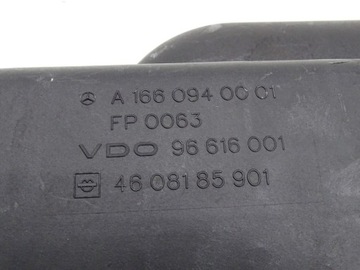 A 166 094 00 01
FP 0063
VDO 96 616 001
46 081 85 901